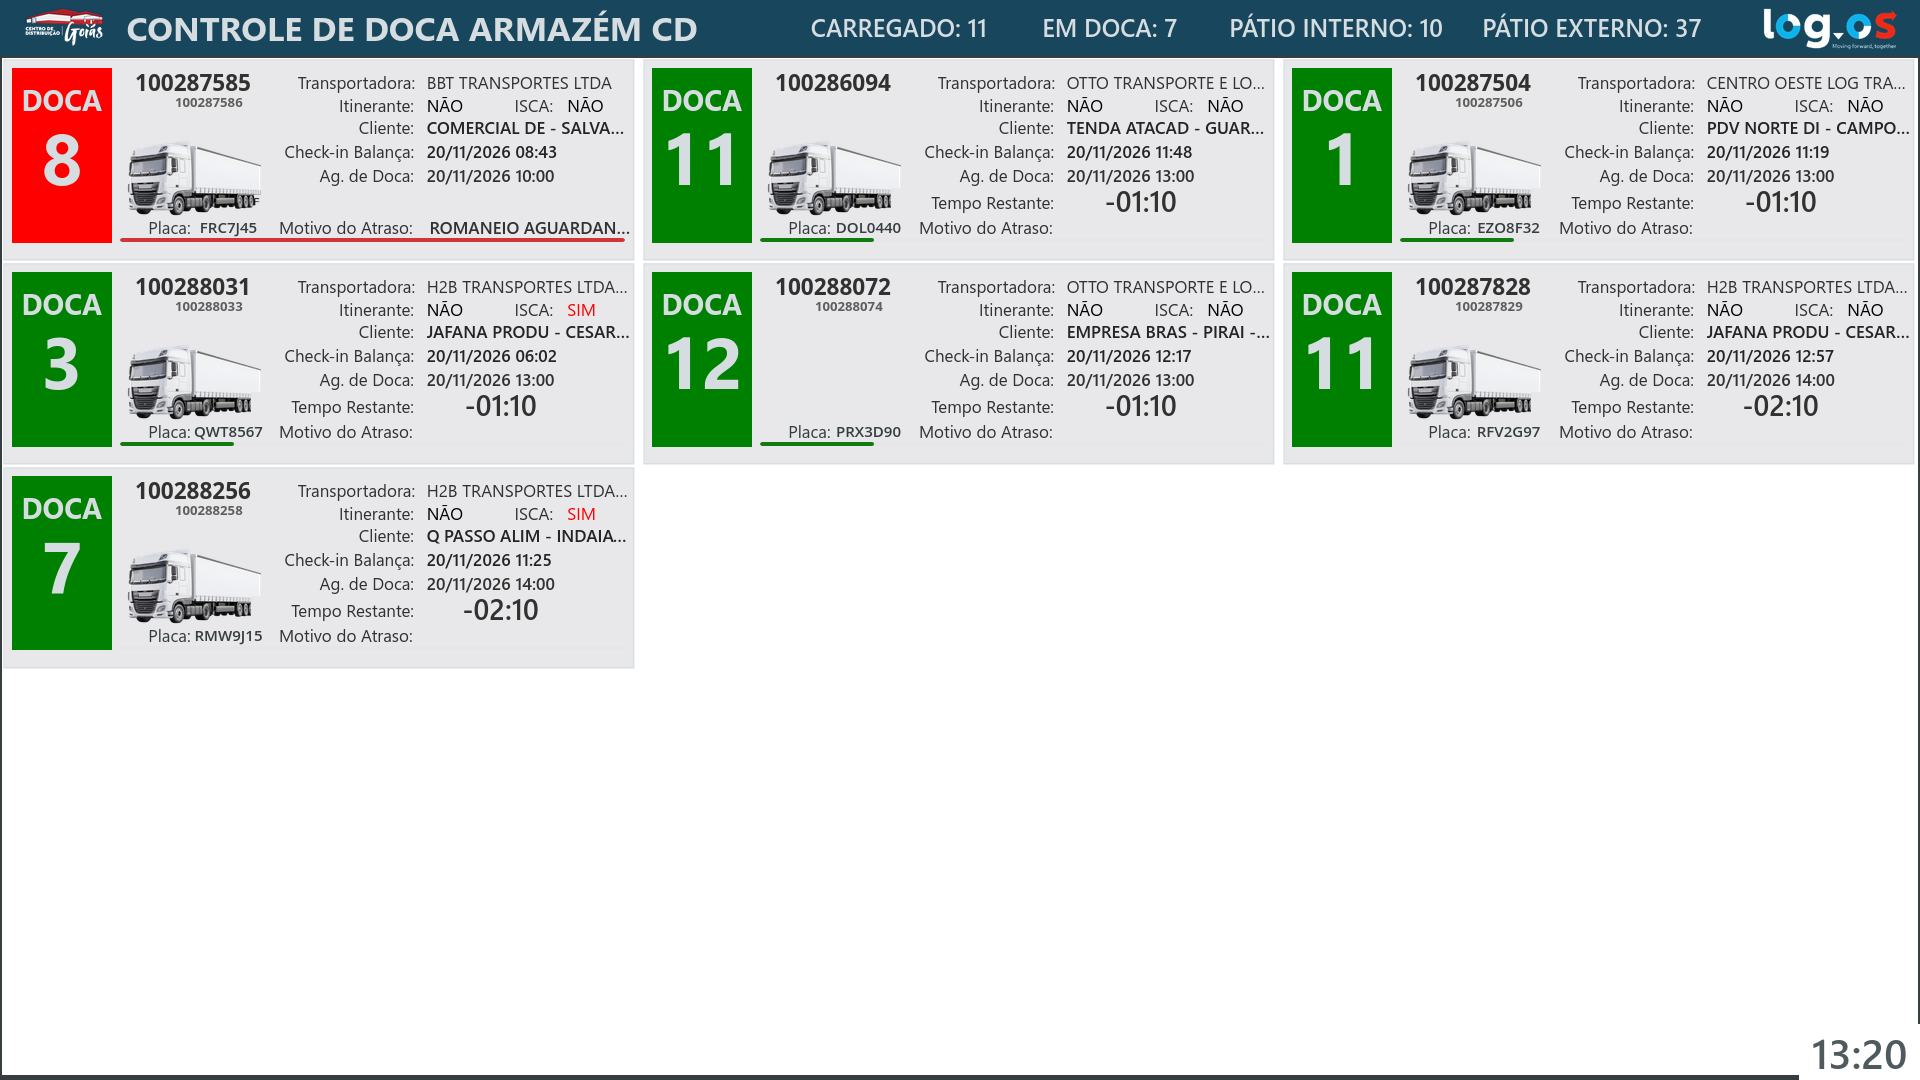 CENTRO DE
DISTRIBUIÇÃO Goiás
CONTROLE DE DOCA ARMAZÉM CD
CARREGADO: 11
EM DOCA: 7
PÁTIO INTERNO: 10
PÁTIO EXTERNO: 37
log.os
Moving forward, together
DOCA
8
100287585
100287586
Transportadora: BBT TRANSPORTES LTDA
Itinerante: NÃO ISCA: NÃO
Cliente: COMERCIAL DE - SALVA...
Check-in Balança: 20/11/2026 08:43
Ag. de Doca: 20/11/2026 10:00
Placa: FRC7J45
Motivo do Atraso: ROMANEIO AGUARDAN...
DOCA
11
100286094
Transportadora: OTTO TRANSPORTE E LO...
Itinerante: NÃO ISCA: NÃO
Cliente: TENDA ATACAD - GUAR...
Check-in Balança: 20/11/2026 11:48
Ag. de Doca: 20/11/2026 13:00
Tempo Restante: -01:10
Placa: DOL0440
Motivo do Atraso:
DOCA
1
100287504
100287506
Transportadora: CENTRO OESTE LOG TRA...
Itinerante: NÃO ISCA: NÃO
Cliente: PDV NORTE DI - CAMPO...
Check-in Balança: 20/11/2026 11:19
Ag. de Doca: 20/11/2026 13:00
Tempo Restante: -01:10
Placa: EZO8F32
Motivo do Atraso:
DOCA
3
100288031
100288033
Transportadora: H2B TRANSPORTES LTDA...
Itinerante: NÃO ISCA: SIM
Cliente: JAFANA PRODU - CESAR...
Check-in Balança: 20/11/2026 06:02
Ag. de Doca: 20/11/2026 13:00
Tempo Restante: -01:10
Placa: QWT8567
Motivo do Atraso:
DOCA
12
100288072
100288074
Transportadora: OTTO TRANSPORTE E LO...
Itinerante: NÃO ISCA: NÃO
Cliente: EMPRESA BRAS - PIRAI -...
Check-in Balança: 20/11/2026 12:17
Ag. de Doca: 20/11/2026 13:00
Tempo Restante: -01:10
Placa: PRX3D90
Motivo do Atraso:
DOCA
11
100287828
100287829
Transportadora: H2B TRANSPORTES LTDA...
Itinerante: NÃO ISCA: NÃO
Cliente: JAFANA PRODU - CESAR...
Check-in Balança: 20/11/2026 12:57
Ag. de Doca: 20/11/2026 14:00
Tempo Restante: -02:10
Placa: RFV2G97
Motivo do Atraso:
DOCA
7
100288256
100288258
Transportadora: H2B TRANSPORTES LTDA...
Itinerante: NÃO ISCA: SIM
Cliente: Q PASSO ALIM - INDAIA...
Check-in Balança: 20/11/2026 11:25
Ag. de Doca: 20/11/2026 14:00
Tempo Restante: -02:10
Placa: RMW9J15
Motivo do Atraso:
13:20